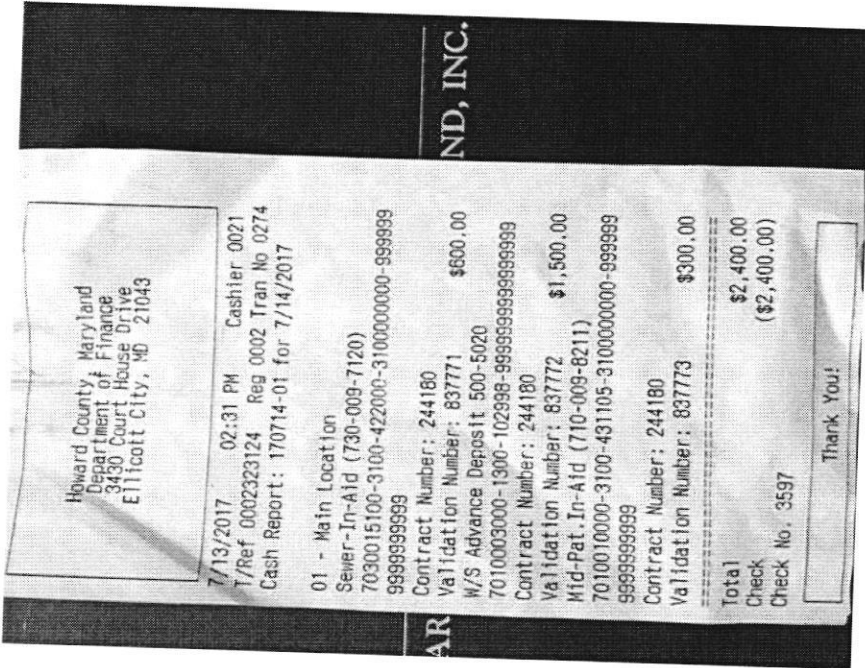 Howard County, Maryland
Department of Finance
3430 Court House Drive
Ellicott City, MD 21043
7/13/2017 02:31 PM Cashier 0021
T/Ref 0002323124 Reg 0002 Tran No 0274
Cash Report: 170714-01 for 7/14/2017
01 - Main Location
Sewer-In-Aid (730-009-7120)
7030015100-3100-422000-3100000000-999999
9999999999
Contract Number: 244180
Validation Number: 837771 $600.00
W/S Advance Deposit 500-5020
7010003000-1300-102998-9999999999999999
Contract Number: 244180
Validation Number: 837772 $1,500.00
Mid-Pat.In-Aid (710-009-8211)
7010010000-3100-431105-3100000000-999999
9999999999
Contract Number: 244180
Validation Number: 837773 $300.00
Total $2,400.00
Check ($2,400.00)
Check No. 3597
Thank You!
AR
ND, INC.